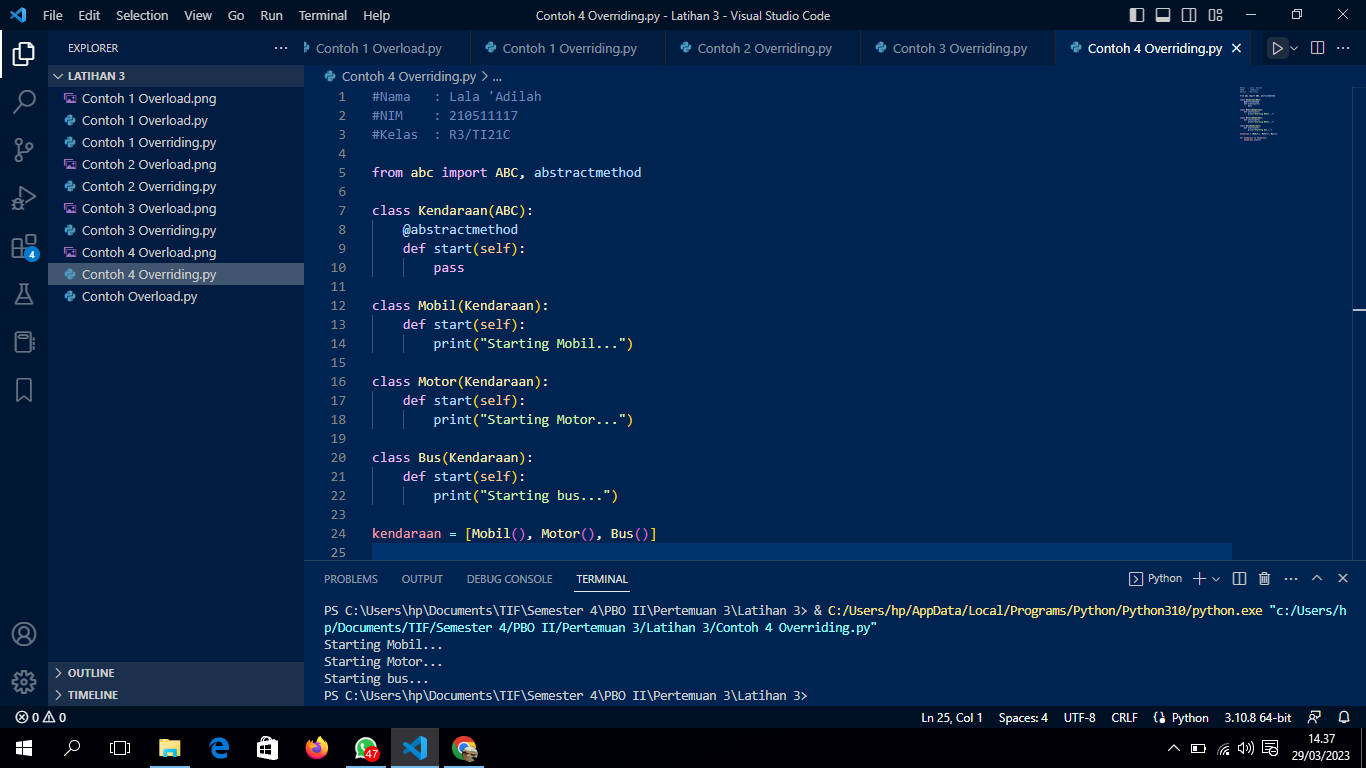 File Edit Selection View Go Run Terminal Help
Contoh 4 Overriding.py - Latihan 3 - Visual Studio Code
EXPLORER
LATIHAN 3
Contoh 1 Overload.png
Contoh 1 Overload.py
Contoh 1 Overriding.py
Contoh 2 Overload.png
Contoh 2 Overriding.py
Contoh 3 Overload.png
Contoh 3 Overriding.py
Contoh 4 Overload.png
Contoh 4 Overriding.py
Contoh Overload.py
OUTLINE
TIMELINE
4
Contoh 1 Overload.py Contoh 1 Overriding.py Contoh 2 Overriding.py Contoh 3 Overriding.py Contoh 4 Overriding.py
Contoh 4 Overriding.py > ...
1 #Nama   : Lala 'Adilah
2 #NIM    : 210511117
3 #Kelas  : R3/TI21C
4
5 from abc import ABC, abstractmethod
6
7 class Kendaraan(ABC):
8     @abstractmethod
9     def start(self):
10         pass
11
12 class Mobil(Kendaraan):
13     def start(self):
14         print("Starting Mobil...")
15
16 class Motor(Kendaraan):
17     def start(self):
18         print("Starting Motor...")
19
20 class Bus(Kendaraan):
21     def start(self):
22         print("Starting bus...")
23
24 kendaraan = [Mobil(), Motor(), Bus()]
25
PROBLEMS OUTPUT DEBUG CONSOLE TERMINAL
Python
PS C:\Users\hp\Documents\TIF\Semester 4\PBO II\Pertemuan 3\Latihan 3> & C:/Users/hp/AppData/Local/Programs/Python/Python310/python.exe "c:/Users/h
p/Documents/TIF/Semester 4/PBO II/Pertemuan 3/Latihan 3/Contoh 4 Overriding.py"
Starting Mobil...
Starting Motor...
Starting bus...
PS C:\Users\hp\Documents\TIF\Semester 4\PBO II\Pertemuan 3\Latihan 3>
0 0
Ln 25, Col 1 Spaces: 4 UTF-8 CRLF Python 3.10.8 64-bit
47
14.37
29/03/2023